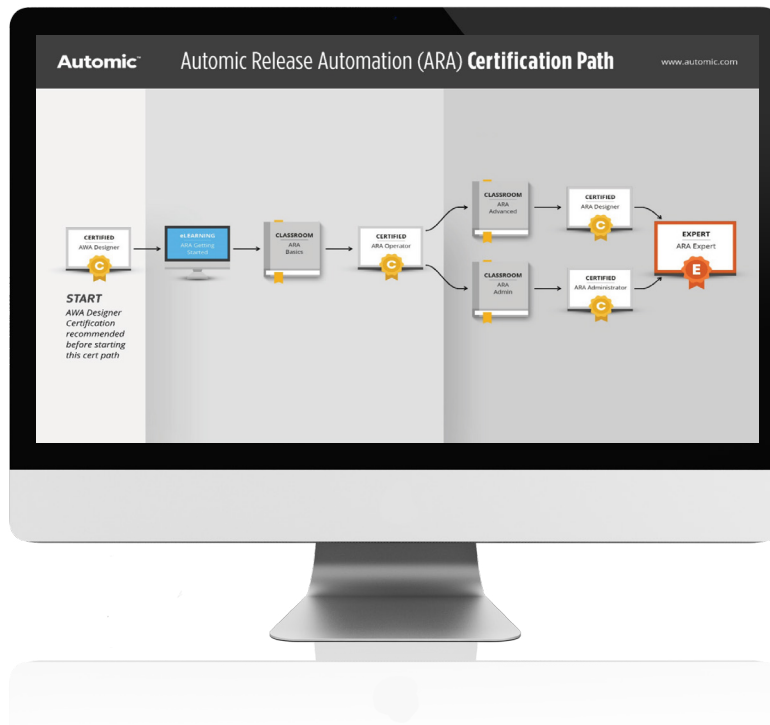 Automic™
Automic Release Automation (ARA) Certification Path
www.automic.com
CERTIFIED
AWA Designer
C
START
AWA Designer
Certification
recommended
before starting
this cert path
eLEARNING
ARA Getting
Started
CLASSROOM
ARA
Basics
CERTIFIED
ARA Operator
C
CLASSROOM
ARA
Advanced
CERTIFIED
ARA Designer
C
CLASSROOM
ARA
Admin
CERTIFIED
ARA Administrator
C
EXPERT
ARA Expert
E